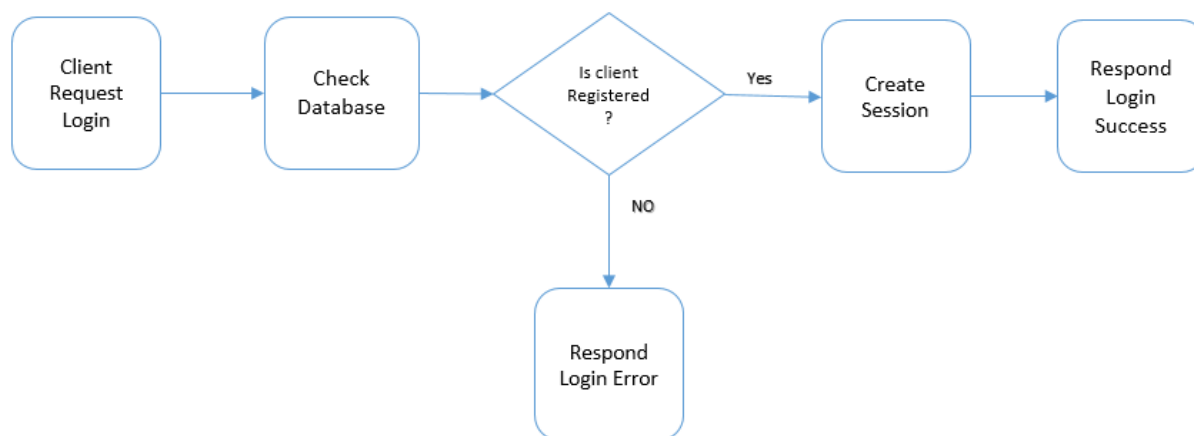 Client
Request
Login
Check
Database
Is client
Registered
?
Yes
Create
Session
Respond
Login
Success
NO
Respond
Login Error